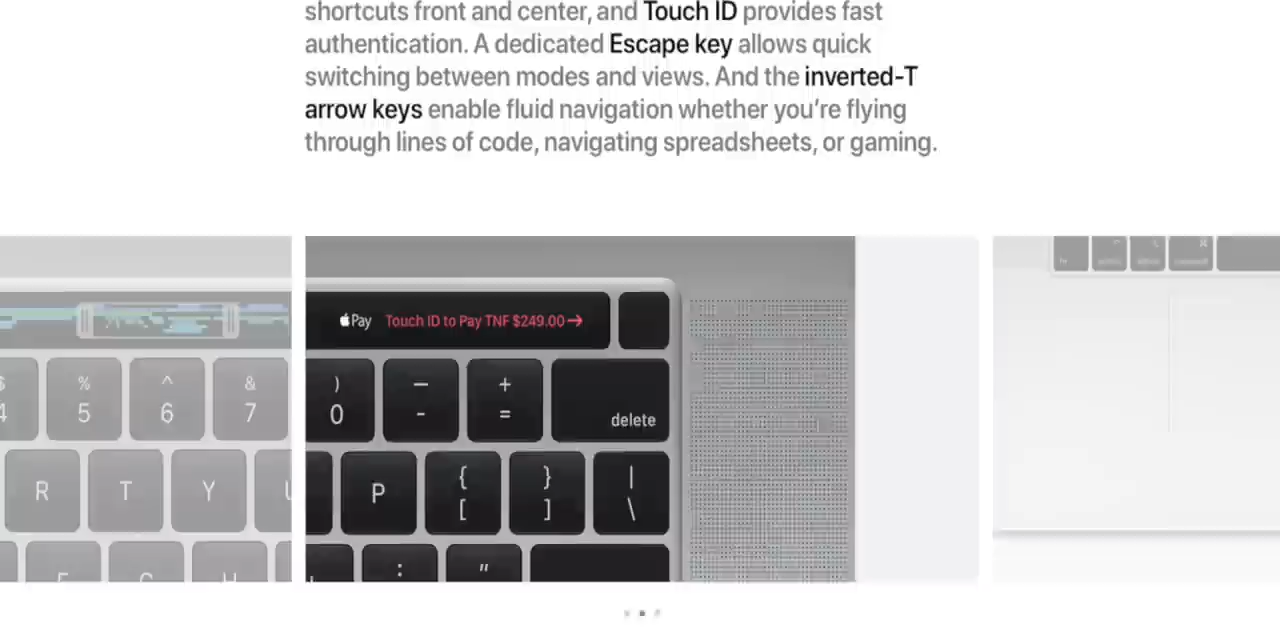 shortcuts front and center, and Touch ID provides fast
authentication. A dedicated Escape key allows quick
switching between modes and views. And the inverted-T
arrow keys enable fluid navigation whether you're flying
through lines of code, navigating spreadsheets, or gaming.
Pay Touch ID to Pay TNF $249.00→
$ % ^ &
4 5 6 7
) — +
0 - =
delete
R T Y U
P { } |
[ ] \
F G H
: "